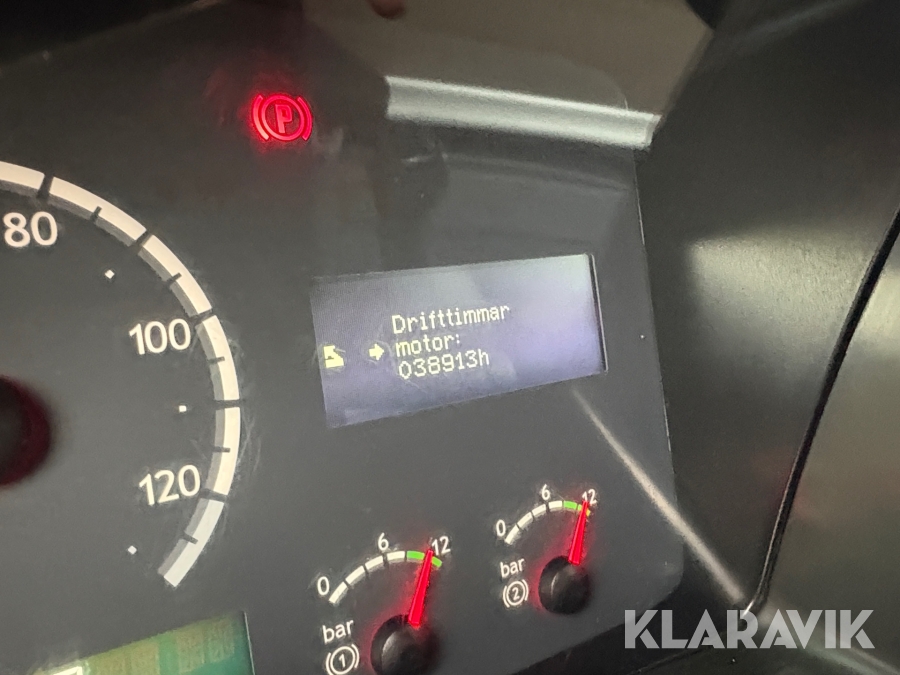 P
80
100
120
Drifttimmar
motor:
038913h
0 6 12
bar
1
0 6 12
bar
2
KLARAVIK